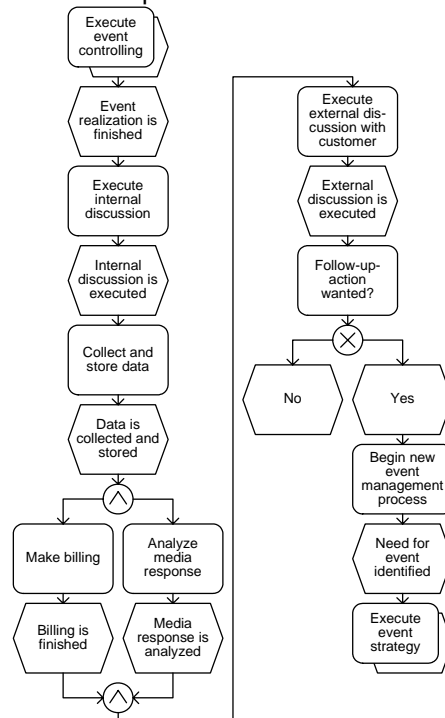 Execute
event
controlling
Event
realization is
finished
Execute
internal
discussion
Internal
discussion is
executed
Collect and
store data
Data is
collected and
stored
Make billing
Analyze
media
response
Billing is
finished
Media
response is
analyzed
Execute
external dis-
cussion with
customer
External
discussion is
executed
Follow-up-
action
wanted?
No
Yes
Begin new
event
management
process
Need for
event
identified
Execute
event
strategy